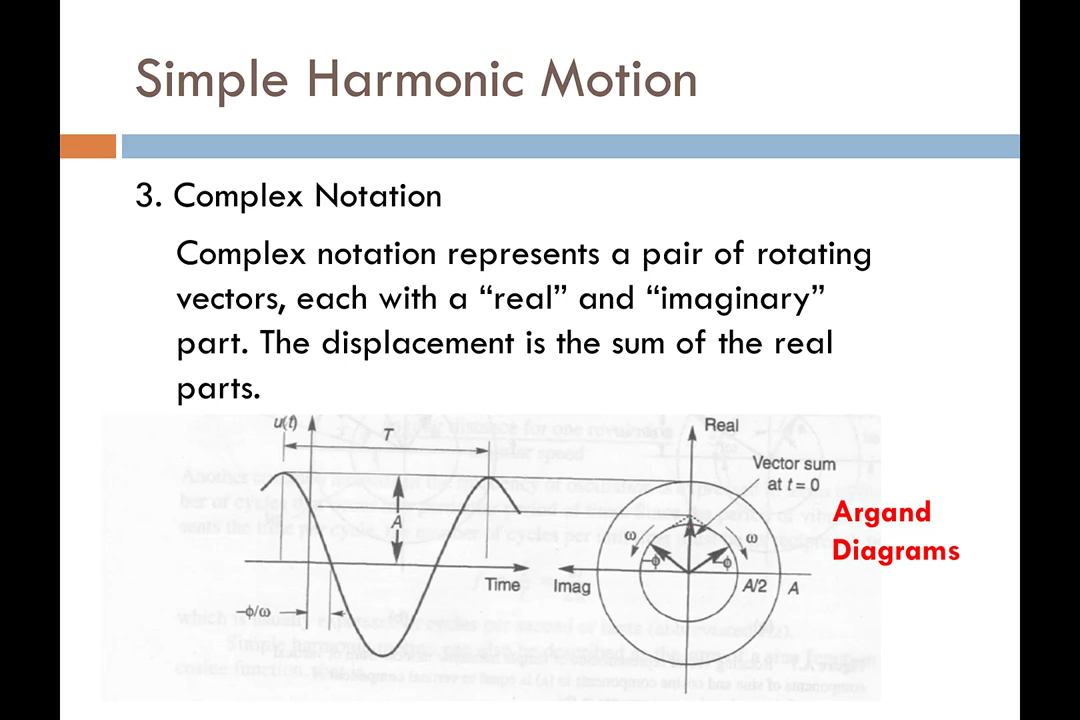 Simple Harmonic Motion
3. Complex Notation
Complex notation represents a pair of rotating
vectors, each with a “real” and “imaginary”
part. The displacement is the sum of the real
parts.
u(t)
T
A
Time
–ϕ/ω
Real
Vector sum
at t = 0
ω
ω
ϕ
ϕ
Imag
A/2
A
Argand
Diagrams